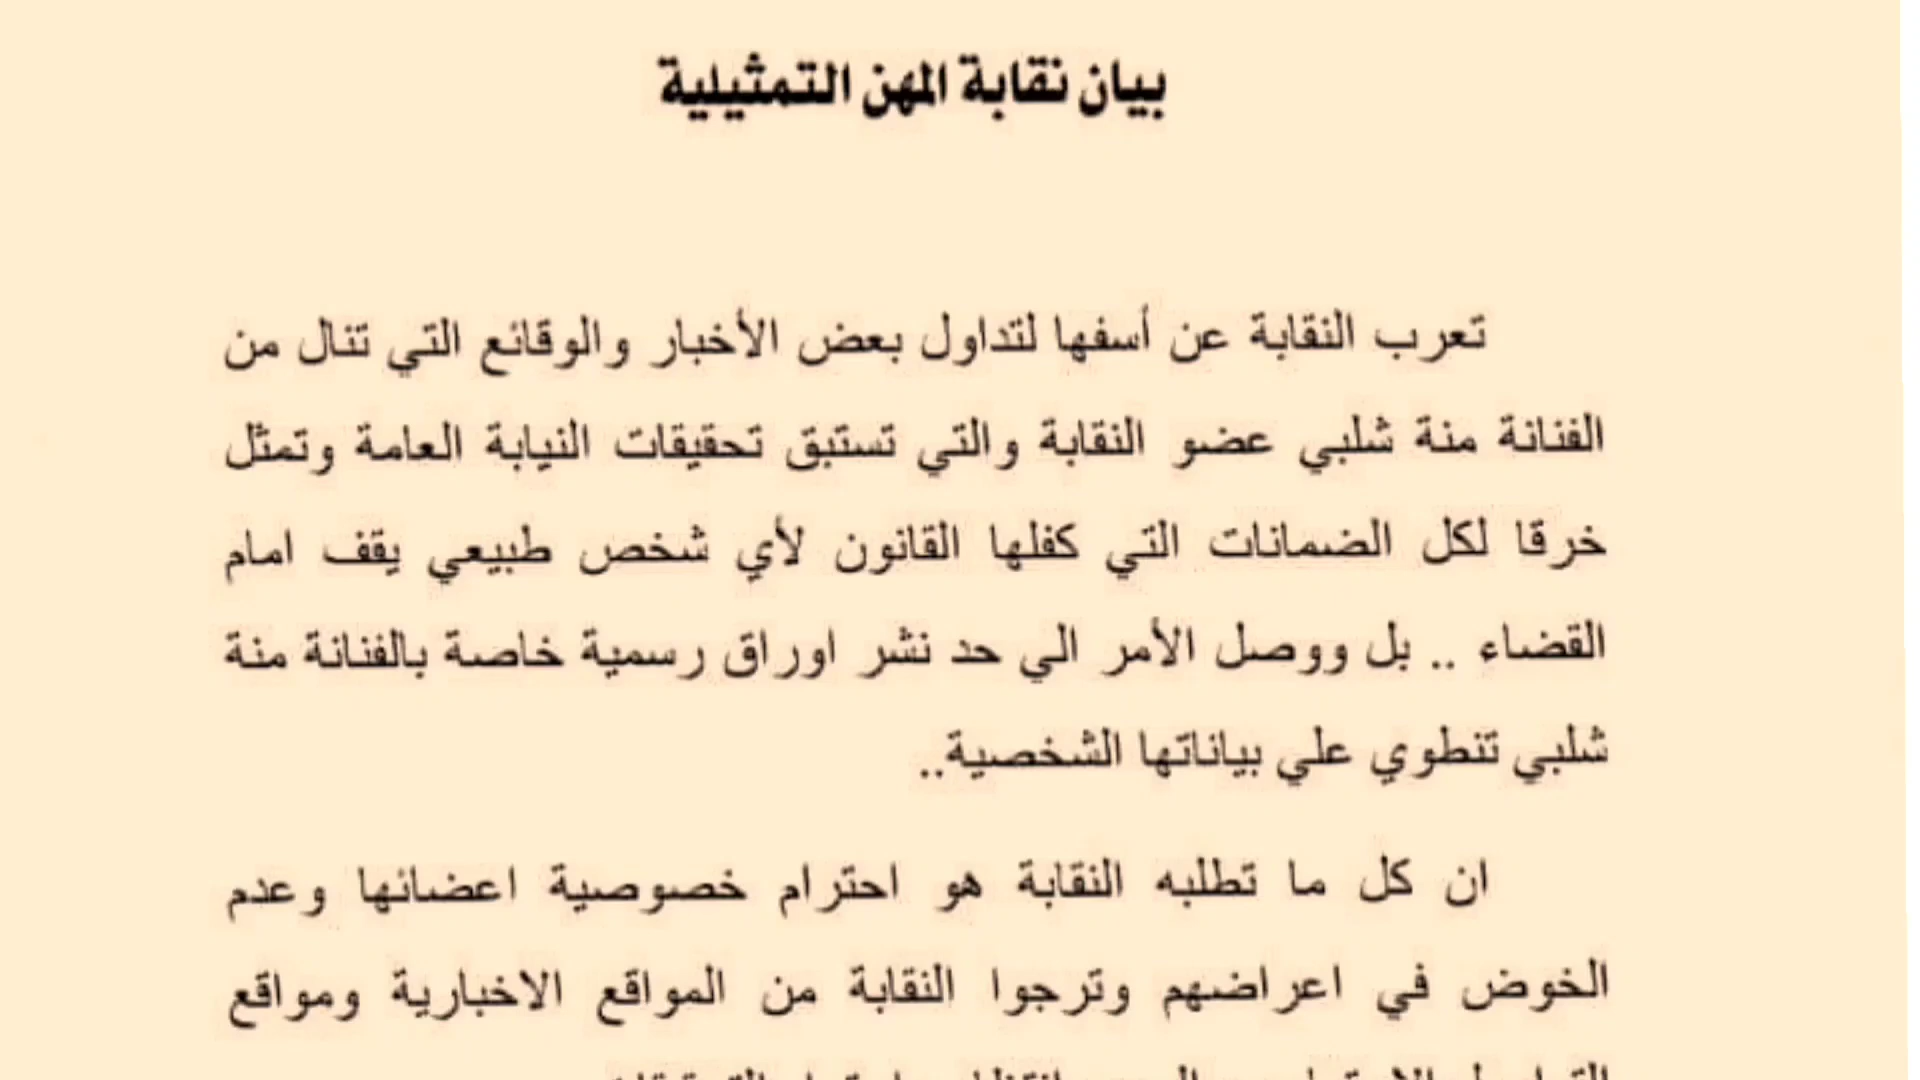 بيان نقابة المهن التمثيلية
تعرب النقابة عن أسفها لتداول بعض الأخبار والوقائع التي تنال من
الفنانة منة شلبي عضو النقابة والتي تستبق تحقيقات النيابة العامة وتمثل
خرقا لكل الضمانات التي كفلها القانون لأي شخص طبيعي يقف امام
القضاء .. بل ووصل الأمر الي حد نشر اوراق رسمية خاصة بالفنانة منة
شلبي تنطوي علي بياناتها الشخصية..
ان كل ما تطلبه النقابة هو احترام خصوصية اعضائها وعدم
الخوض في اعراضهم وترجوا النقابة من المواقع الاخبارية ومواقع